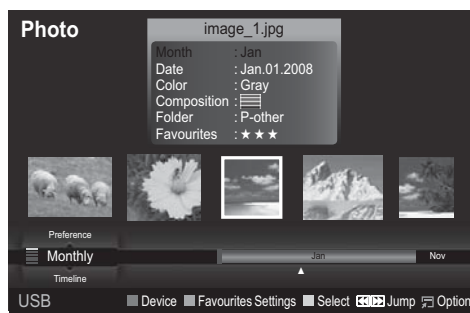 Photo
image_1.jpg
Month : Jan
Date : Jan.01.2008
Color : Gray
Composition :
Folder : P-other
Favourites : ★ ★ ★
Preference
Monthly
Timeline
Jan
Nov
USB
Device Favourites Settings Select Jump Option